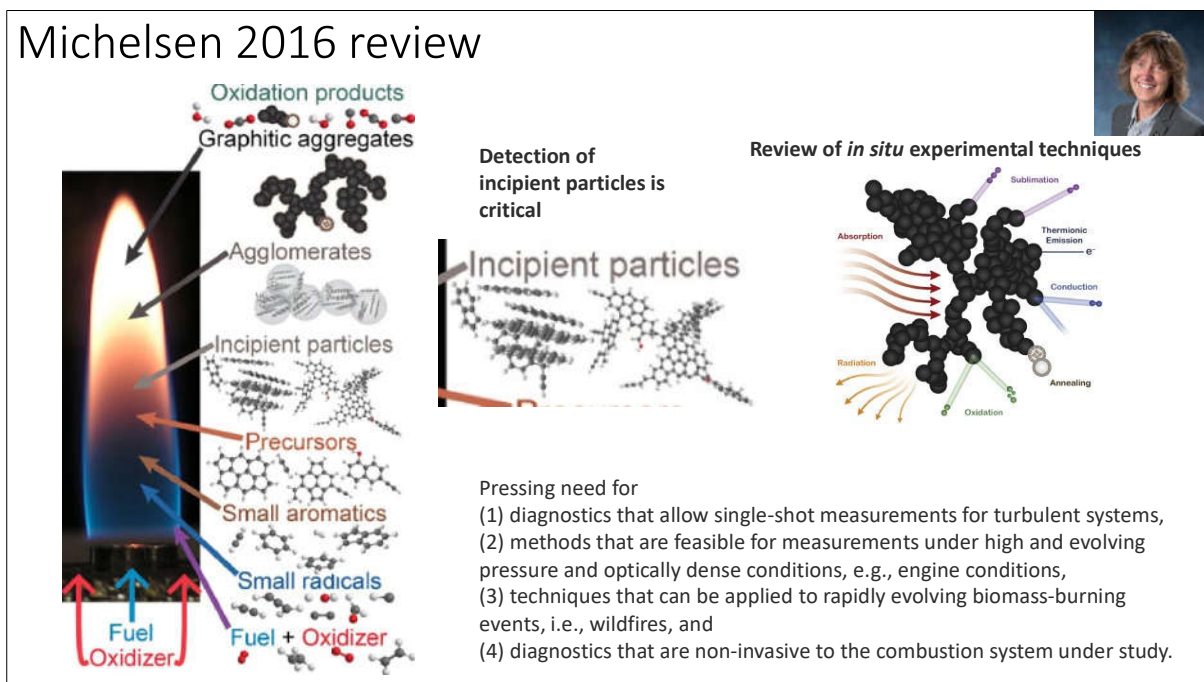 Michelsen 2016 review
Oxidation products
Graphitic aggregates
Agglomerates
Incipient particles
Precursors
Small aromatics
Small radicals
Fuel + Oxidizer
Fuel
Oxidizer
Detection of
incipient particles is
critical
Incipient particles
Review of in situ experimental techniques
Sublimation
Absorption
Thermionic
Emission
e⁻
Conduction
Radiation
Annealing
Oxidation
Pressing need for
(1) diagnostics that allow single-shot measurements for turbulent systems,
(2) methods that are feasible for measurements under high and evolving
pressure and optically dense conditions, e.g., engine conditions,
(3) techniques that can be applied to rapidly evolving biomass-burning
events, i.e., wildfires, and
(4) diagnostics that are non-invasive to the combustion system under study.